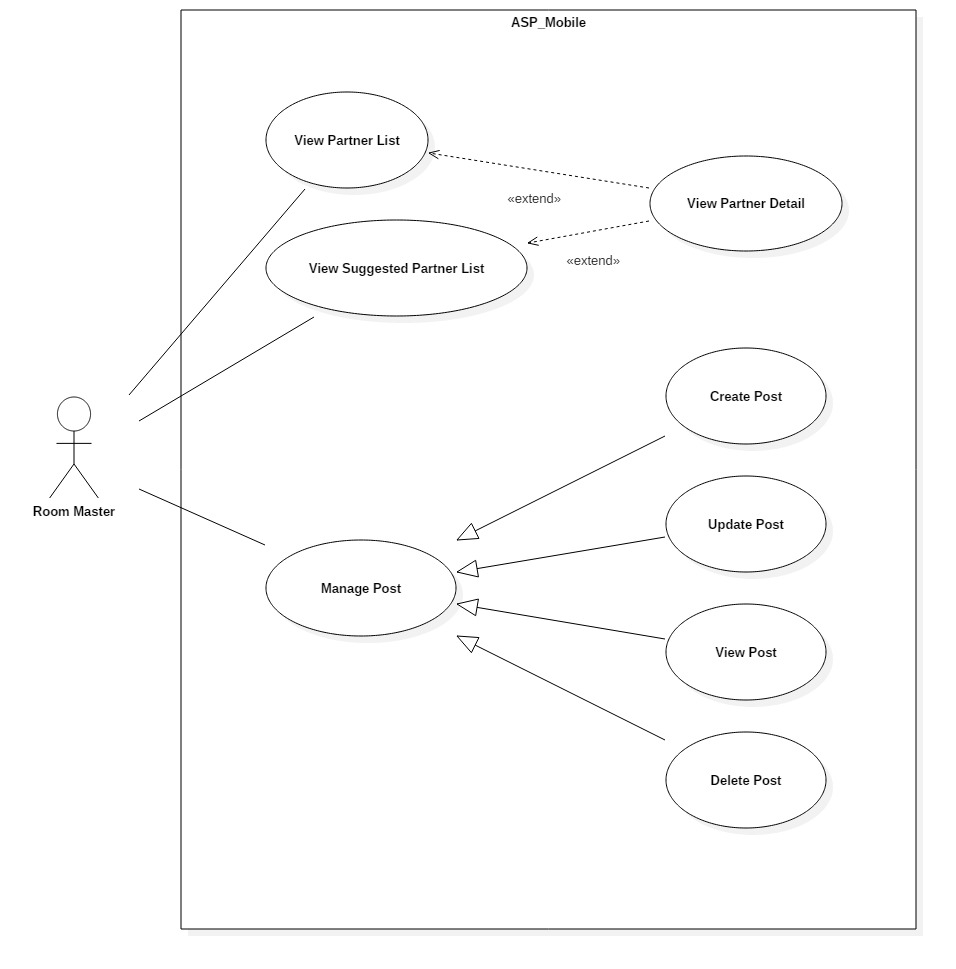 ASP_Mobile
View Partner List
View Partner Detail
«extend»
View Suggested Partner List
«extend»
Create Post
Room Master
Update Post
Manage Post
View Post
Delete Post